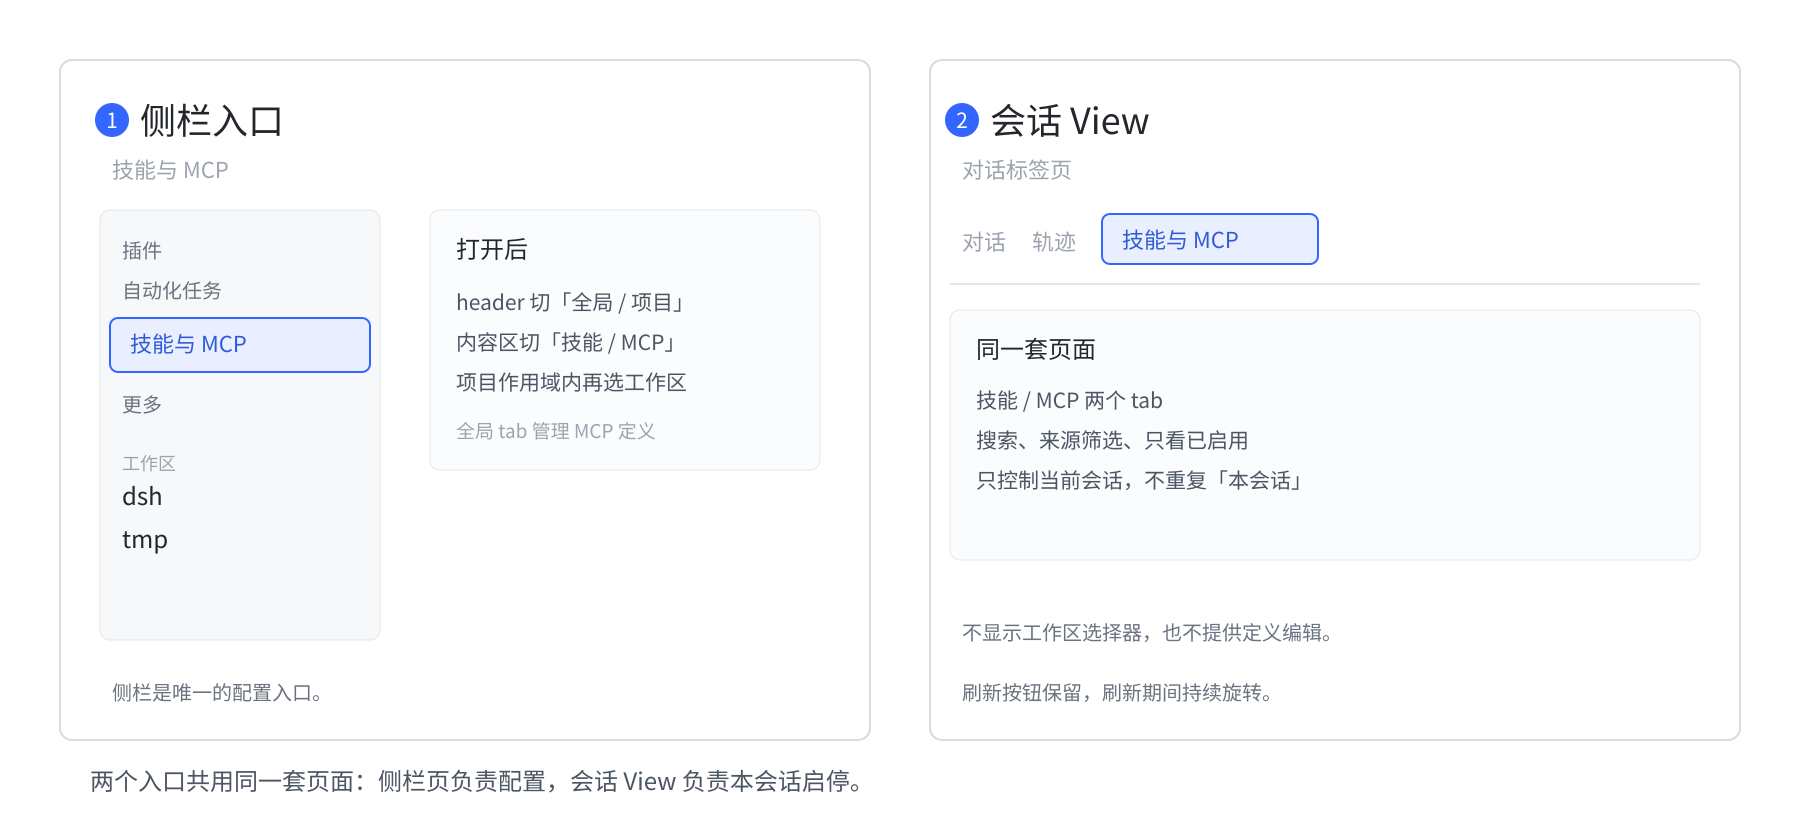 1 侧栏入口
技能与 MCP
插件
自动化任务
技能与 MCP
更多
工作区
dsh
tmp
打开后
header 切「全局 / 项目」
内容区切「技能 / MCP」
项目作用域内再选工作区
全局 tab 管理 MCP 定义
侧栏是唯一的配置入口。
2 会话 View
对话标签页
对话 轨迹 技能与 MCP
同一套页面
技能 / MCP 两个 tab
搜索、来源筛选、只看已启用
只控制当前会话，不重复「本会话」
不显示工作区选择器，也不提供定义编辑。
刷新按钮保留，刷新期间持续旋转。
两个入口共用同一套页面：侧栏页负责配置，会话 View 负责本会话启停。